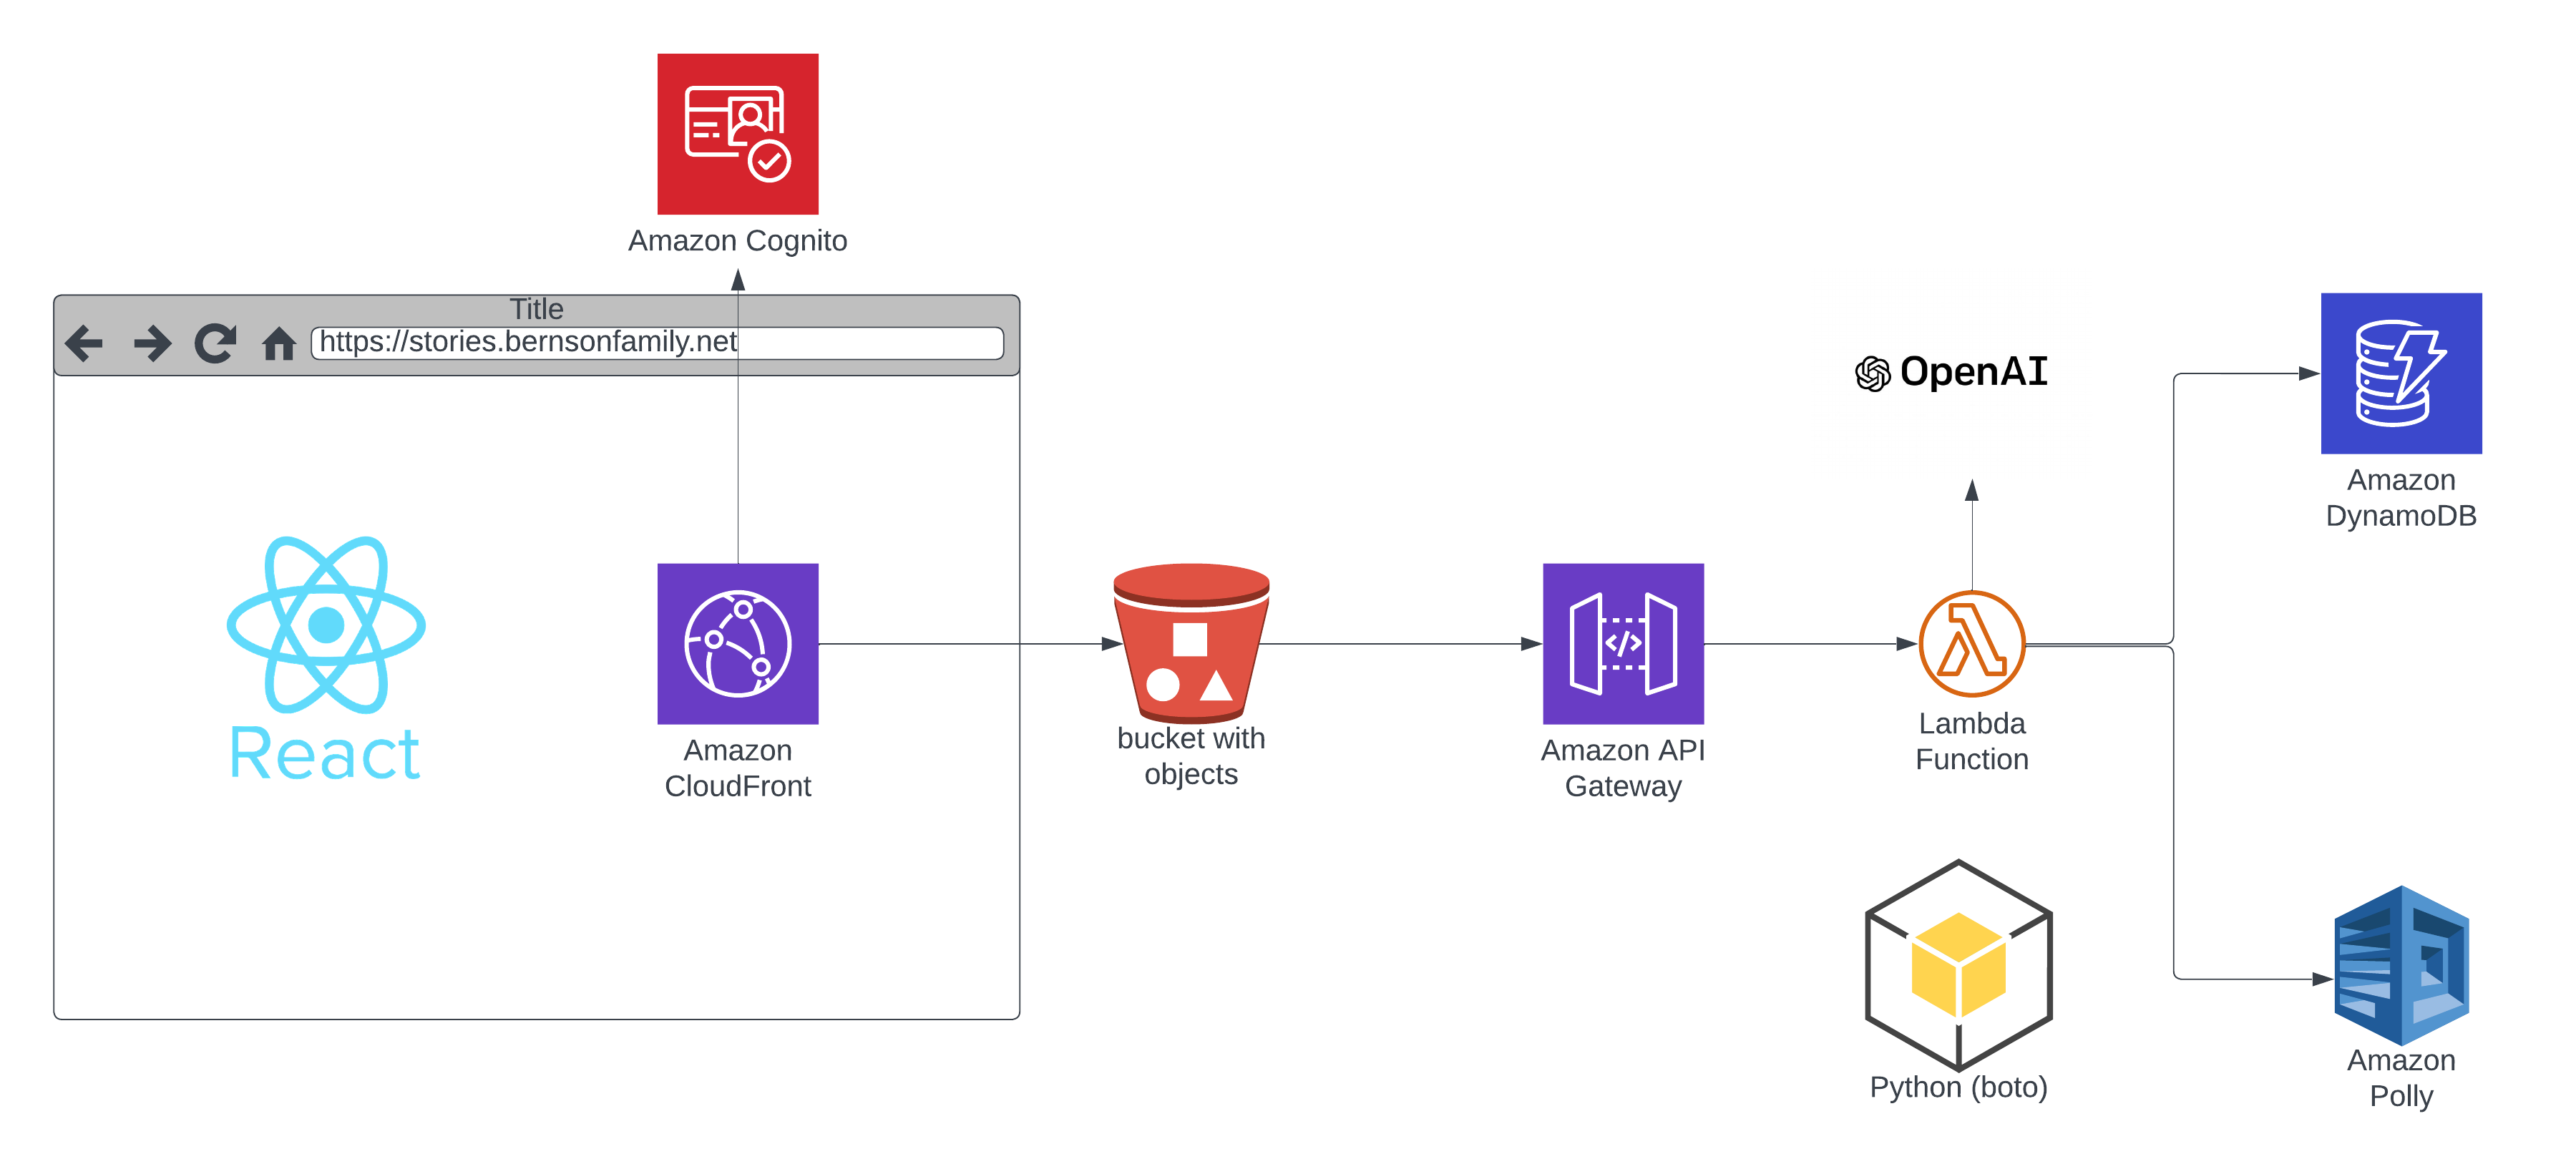 Amazon Cognito
Title
https://stories.bernsonfamily.net
OpenAI
Amazon
DynamoDB
React
Amazon
CloudFront
bucket with
objects
Amazon API
Gateway
Lambda
Function
Python (boto)
Amazon
Polly